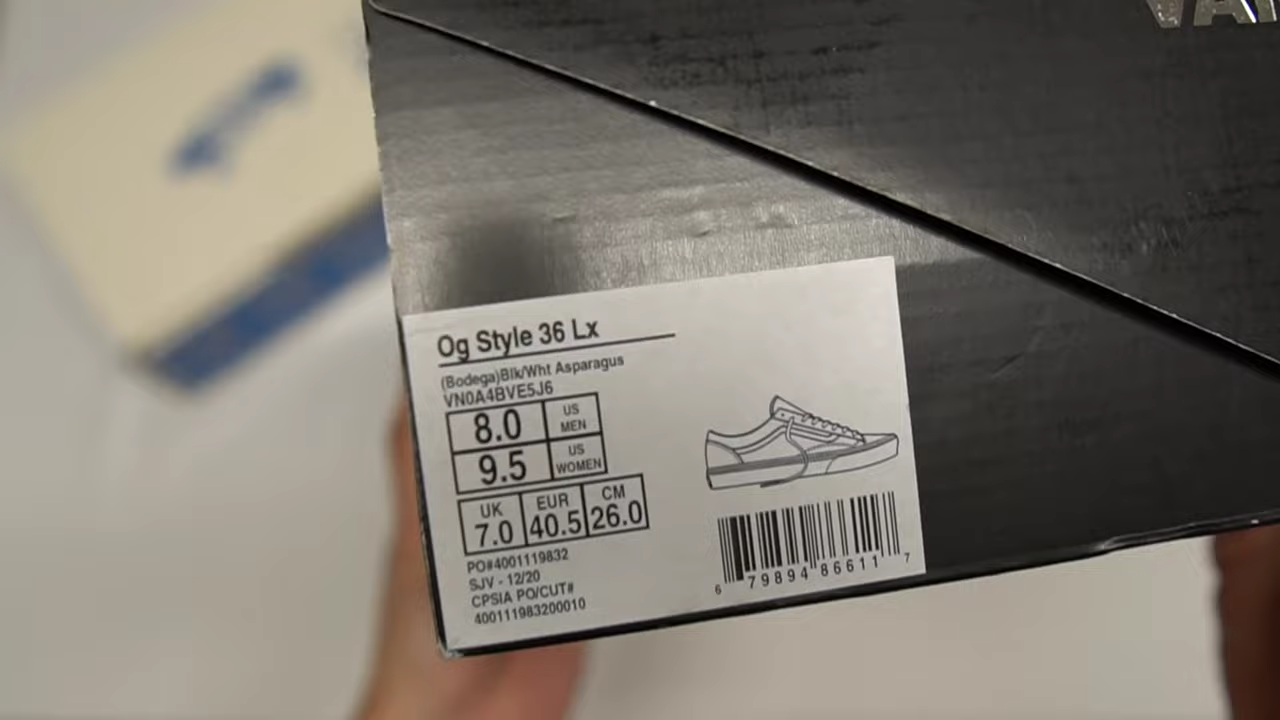 Og Style 36 Lx
(Bodega)Blk/Wht Asparagus
VN0A4BVE5J6
8.0 US MEN
9.5 US WOMEN
UK EUR CM
7.0 40.5 26.0
PO#4001119832
SJV - 12/20
CPSIA PO/CUT#
400111983200010
6 79894 86611 7